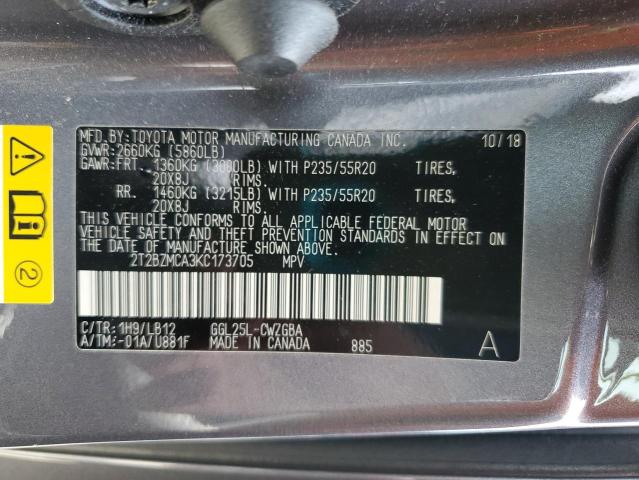 MFD.BY:TOYOTA MOTOR MANUFACTURING CANADA INC. 10/18
GVWR:2660KG (5860LB)
GAWR:FRT. 1360KG (3000LB) WITH P235/55R20 TIRES,
20X8J RIMS.
RR. 1460KG (3215LB) WITH P235/55R20 TIRES,
20X8J RIMS.
THIS VEHICLE CONFORMS TO ALL APPLICABLE FEDERAL MOTOR
VEHICLE SAFETY AND THEFT PREVENTION STANDARDS IN EFFECT ON
THE DATE OF MANUFACTURE SHOWN ABOVE.
2T2BZMCA3KC173705 MPV
C/TR:1H9/LB12 GGL25L-CWZGBA
A/TM:-01A/U881F MADE IN CANADA 885 A
2